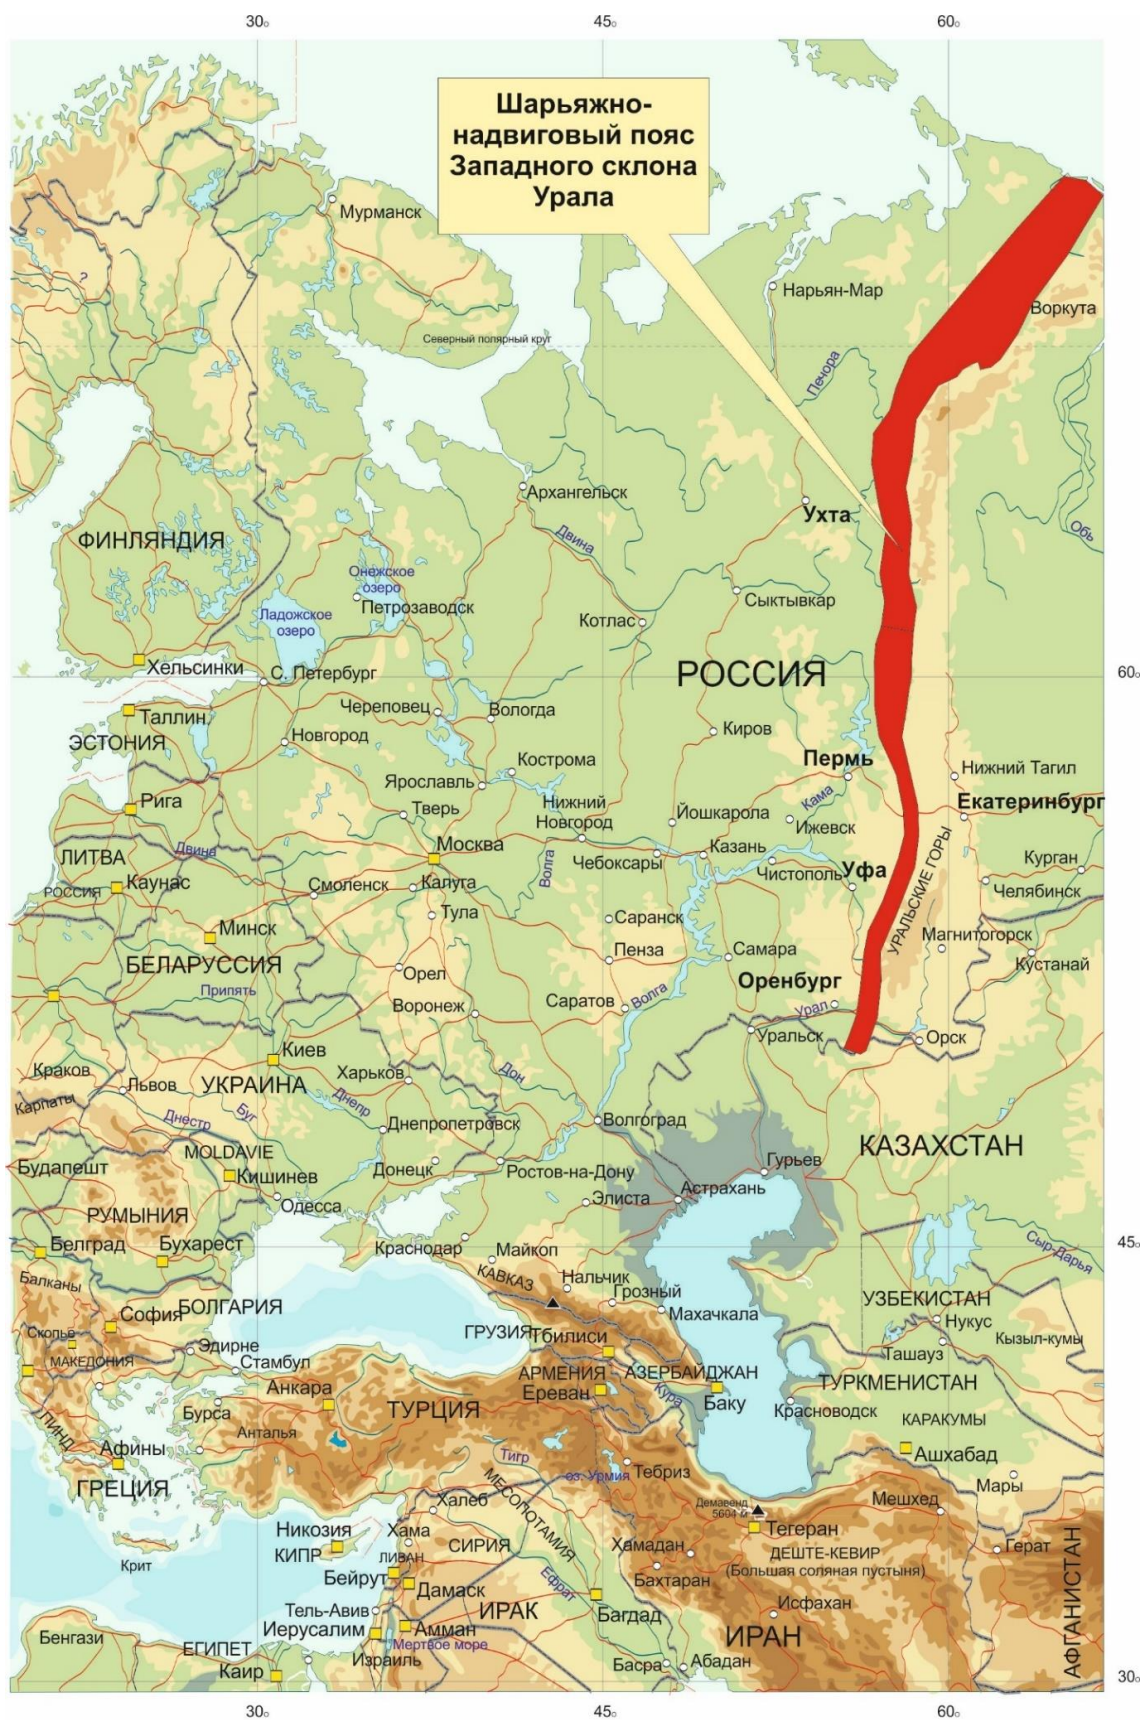 30°
45°
60°
Шарьяжно-
надвиговый пояс
Западного склона
Урала
Мурманск
?
Нарьян-Мар
Воркута
Северный полярный круг
Печора
Архангельск
Ухта
Обь
Двина
ФИНЛЯНДИЯ
Онежское
озеро
Петрозаводск
Сыктывкар
Ладожское
озеро
Котлас
Хельсинки
С. Петербург
РОССИЯ
60°
Таллин
Череповец
Вологда
ЭСТОНИЯ
Новгород
Киров
Кострома
Пермь
Нижний Тагил
Ярославль
Рига
Тверь
Нижний
Новгород
Йошкарола
Кама
Ижевск
Екатеринбург
ЛИТВА
Двина
Москва
Волга
Чебоксары
Казань
Чистополь
Уфа
УРАЛЬСКИЕ ГОРЫ
Курган
РОССИЯ
Каунас
Смоленск
Калуга
Челябинск
Тула
Саранск
Минск
Магнитогорск
БЕЛАРУССИЯ
Орел
Пенза
Самара
Кустанай
Припять
Воронеж
Саратов
Волга
Оренбург
Урал
Уральск
Орск
Киев
Краков
Львов
УКРАИНА
Харьков
Дон
Карпаты
Днестр
Буг
Днепр
Днепропетровск
Волгоград
КАЗАХСТАН
MOLDAVIE
Будапешт
Кишинев
Донецк
Ростов-на-Дону
Гурьев
Одесса
Элиста
Астрахань
РУМЫНИЯ
Белград
Бухарест
Краснодар
Майкоп
45°
Сыр-Дарья
Балканы
КАВКАЗ
Нальчик
Грозный
УЗБЕКИСТАН
София
БОЛГАРИЯ
Махачкала
Нукус
Скопье
ГРУЗИЯ
Тбилиси
Кызыл-кумы
МАКЕДОНИЯ
Эдирне
Стамбул
Ташауз
АРМЕНИЯ
АЗЕРБАЙДЖАН
ТУРКМЕНИСТАН
Анкара
Ереван
Кура
Баку
Красноводск
Бурса
ТУРЦИЯ
КАРАКУМЫ
ПИНД
Анталья
Афины
Ашхабад
ГРЕЦИЯ
Тигр
МЕСОПОТАМИЯ
оз. Урмия
Тебриз
Мары
Халеб
Демавенд
5604 м
Мешхед
Никозия
Хама
Тегеран
КИПР
ЛИВАН
СИРИЯ
Хамадан
ДЕШТЕ-КЕВИР
(Большая соляная пустыня)
Герат
Крит
Бейрут
Дамаск
Ефрат
Бахтаран
АФГАНИСТАН
Тель-Авив
Иерусалим
Амман
ИРАК
Багдад
Исфахан
Бенгази
ЕГИПЕТ
Мертвое море
ИРАН
Каир
Израиль
Басра
Абадан
30°
30°
45°
60°